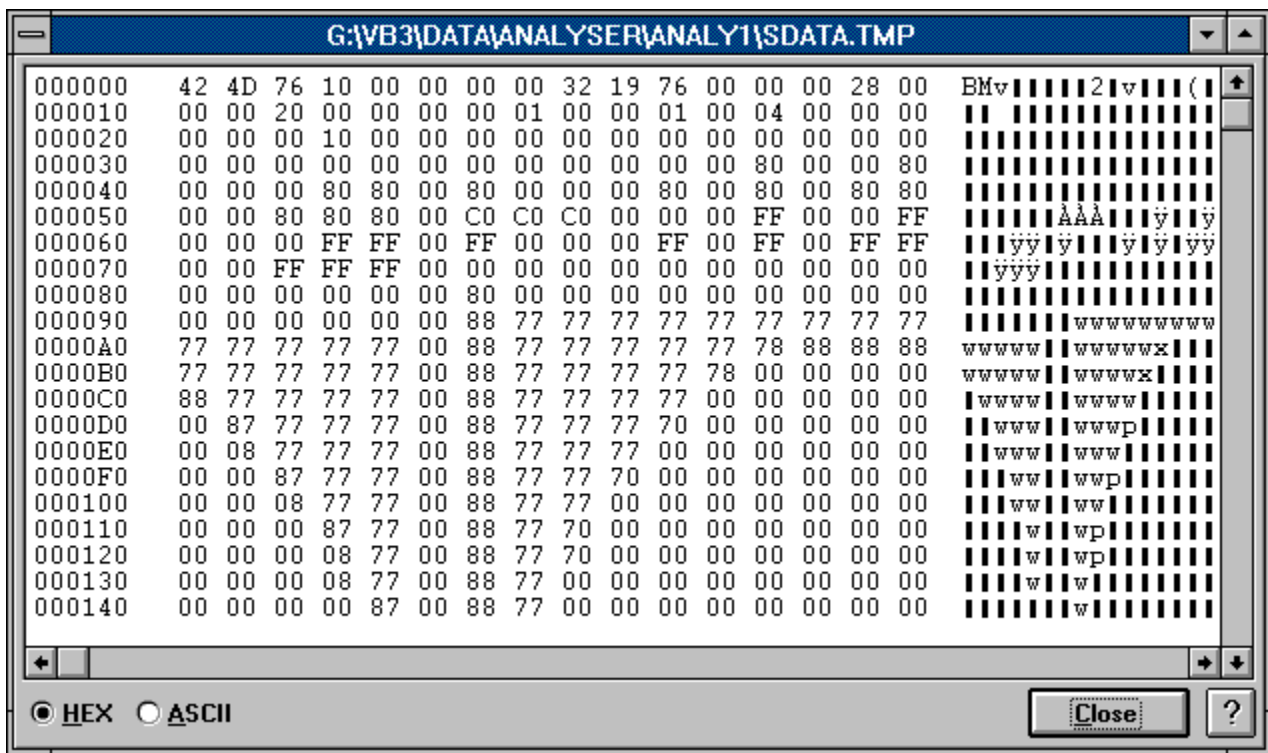 G:\VB3\DATA\ANALYSER\ANALY1\SDATA.TMP
000000 42 4D 76 10 00 00 00 00 32 19 76 00 00 00 28 00 BMv▌▌▌▌▌2▌v▌▌▌(▌
000010 00 00 20 00 00 00 00 01 00 00 01 00 04 00 00 00 ▌▌ ▌▌▌▌▌▌▌▌▌▌▌▌▌
000020 00 00 00 10 00 00 00 00 00 00 00 00 00 00 00 00 ▌▌▌▌▌▌▌▌▌▌▌▌▌▌▌▌
000030 00 00 00 00 00 00 00 00 00 00 00 00 80 00 00 80 ▌▌▌▌▌▌▌▌▌▌▌▌▌▌▌▌
000040 00 00 00 80 80 00 80 00 00 00 80 00 80 00 80 80 ▌▌▌▌▌▌▌▌▌▌▌▌▌▌▌▌
000050 00 00 80 80 80 00 C0 C0 C0 00 00 00 FF 00 00 FF ▌▌▌▌▌▌ÀÀÀ▌▌▌ÿ▌▌ÿ
000060 00 00 00 FF FF 00 FF 00 00 00 FF 00 FF 00 FF FF ▌▌▌ÿÿ▌ÿ▌▌▌ÿ▌ÿ▌ÿÿ
000070 00 00 FF FF FF 00 00 00 00 00 00 00 00 00 00 00 ▌▌ÿÿÿ▌▌▌▌▌▌▌▌▌▌▌
000080 00 00 00 00 00 00 80 00 00 00 00 00 00 00 00 00 ▌▌▌▌▌▌▌▌▌▌▌▌▌▌▌▌
000090 00 00 00 00 00 00 88 77 77 77 77 77 77 77 77 77 ▌▌▌▌▌▌▌wwwwwwwww
0000A0 77 77 77 77 77 00 88 77 77 77 77 77 78 88 88 88 wwwww▌▌wwwwwx▌▌▌
0000B0 77 77 77 77 77 00 88 77 77 77 77 78 00 00 00 00 wwwww▌▌wwwwx▌▌▌▌
0000C0 88 77 77 77 77 00 88 77 77 77 77 00 00 00 00 00 ▌wwww▌▌wwww▌▌▌▌▌
0000D0 00 87 77 77 77 00 88 77 77 77 70 00 00 00 00 00 ▌▌www▌▌wwwp▌▌▌▌▌
0000E0 00 08 77 77 77 00 88 77 77 77 00 00 00 00 00 00 ▌▌www▌▌www▌▌▌▌▌▌
0000F0 00 00 87 77 77 00 88 77 77 70 00 00 00 00 00 00 ▌▌▌ww▌▌wwp▌▌▌▌▌▌
000100 00 00 08 77 77 00 88 77 77 00 00 00 00 00 00 00 ▌▌▌ww▌▌ww▌▌▌▌▌▌▌
000110 00 00 00 87 77 00 88 77 70 00 00 00 00 00 00 00 ▌▌▌▌w▌▌wp▌▌▌▌▌▌▌
000120 00 00 00 08 77 00 88 77 70 00 00 00 00 00 00 00 ▌▌▌▌w▌▌wp▌▌▌▌▌▌▌
000130 00 00 00 08 77 00 88 77 00 00 00 00 00 00 00 00 ▌▌▌▌w▌▌w▌▌▌▌▌▌▌▌
000140 00 00 00 00 87 00 88 77 00 00 00 00 00 00 00 00 ▌▌▌▌▌▌▌w▌▌▌▌▌▌▌▌
HEX ASCII Close ?